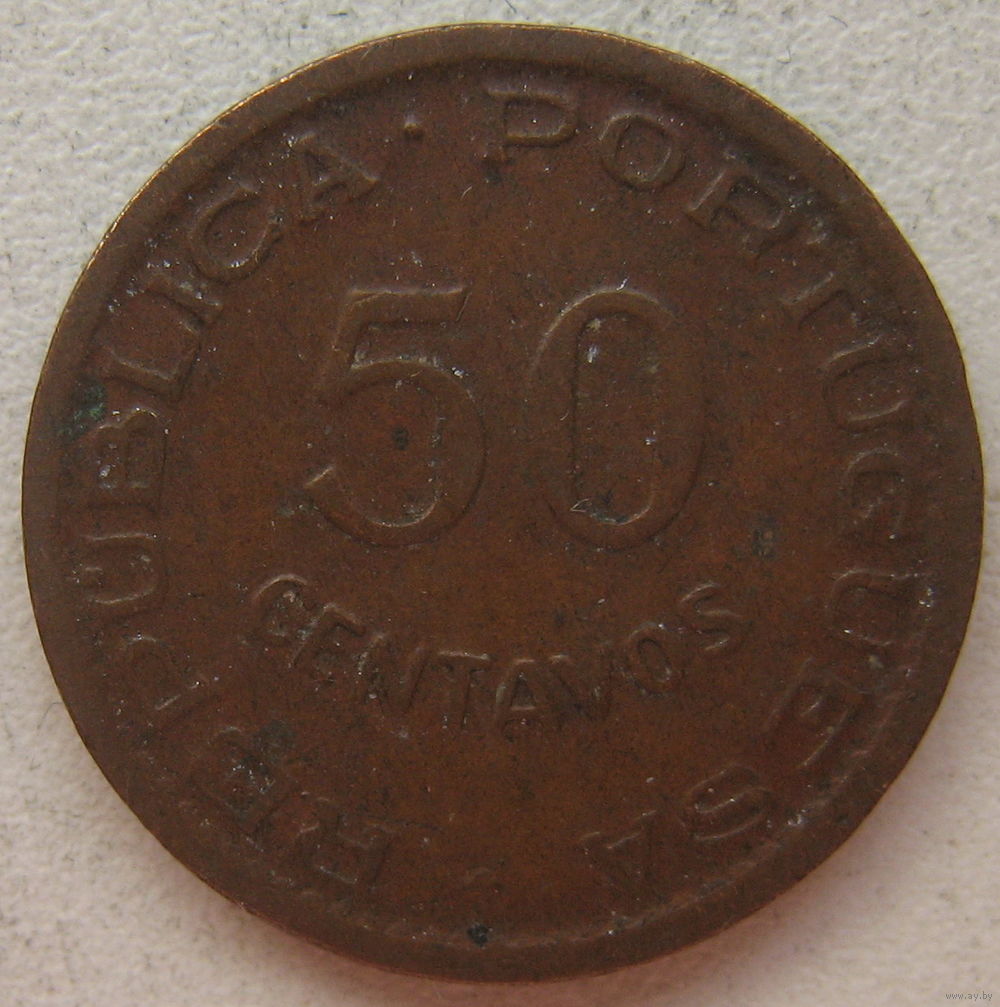 REPUBLICA · PORTUGUESA ·
50
CENTAVOS
www.ay.by